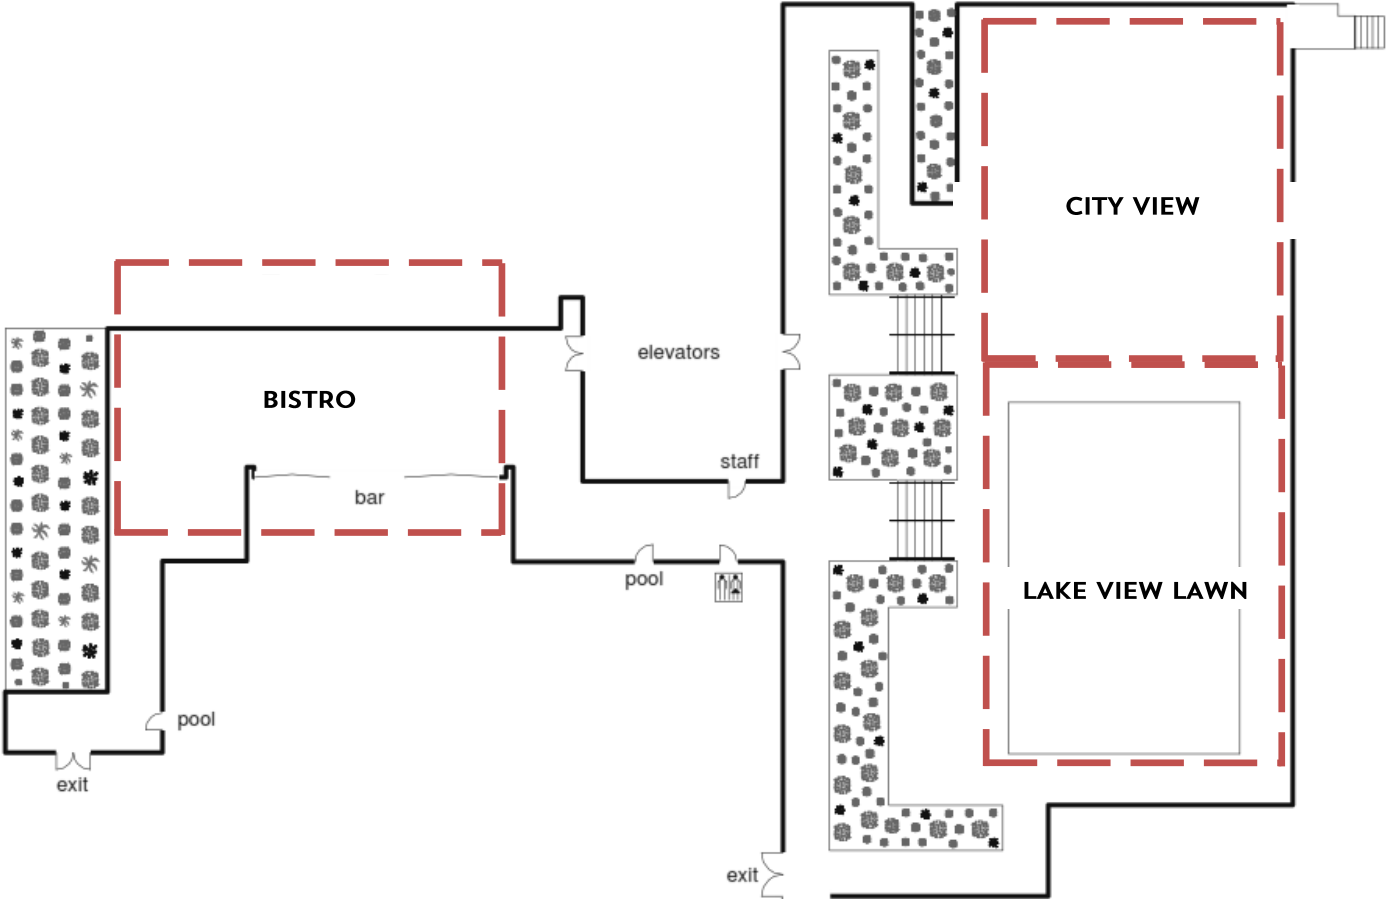 CITY VIEW
elevators
BISTRO
staff
bar
pool
LAKE VIEW LAWN
pool
exit
exit